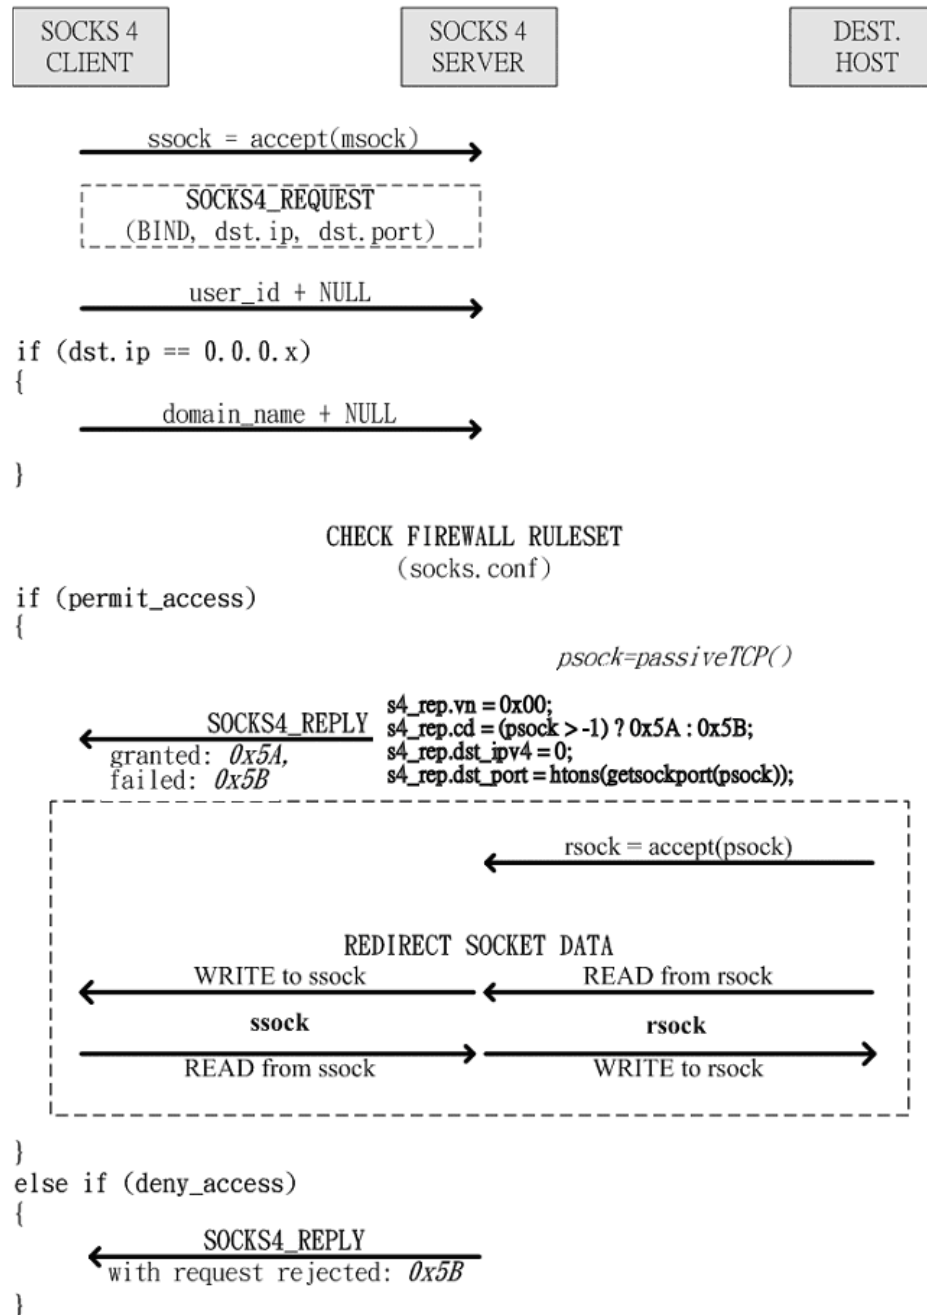 SOCKS 4
CLIENT
SOCKS 4
SERVER
DEST.
HOST
ssock = accept(msock)
SOCKS4_REQUEST
(BIND, dst.ip, dst.port)
user_id + NULL
if (dst.ip == 0.0.0.x)
{
domain_name + NULL
}
CHECK FIREWALL RULESET
(socks.conf)
if (permit_access)
{
psock=passiveTCP()
SOCKS4_REPLY
granted: 0x5A,
failed: 0x5B
s4_rep.vn = 0x00;
s4_rep.cd = (psock > -1) ? 0x5A : 0x5B;
s4_rep.dst_ipv4 = 0;
s4_rep.dst_port = htons(getsockport(psock));
rsock = accept(psock)
REDIRECT SOCKET DATA
WRITE to ssock
READ from rsock
ssock
rsock
READ from ssock
WRITE to rsock
}
else if (deny_access)
{
SOCKS4_REPLY
with request rejected: 0x5B
}